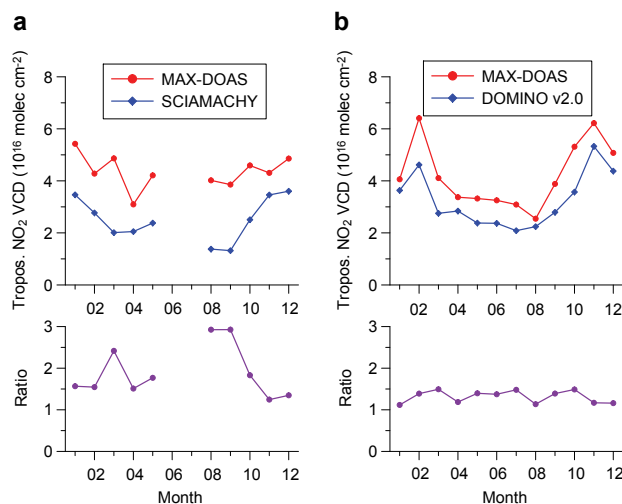 a
Tropos. NO₂ VCD (10¹⁶ molec cm⁻²)
8
6
4
2
0
MAX-DOAS
SCIAMACHY
02 04 06 08 10 12
Ratio
3
2
1
0
02 04 06 08 10 12
Month
b
Tropos. NO₂ VCD (10¹⁶ molec cm⁻²)
8
6
4
2
0
MAX-DOAS
DOMINO v2.0
02 04 06 08 10 12
Ratio
3
2
1
0
02 04 06 08 10 12
Month